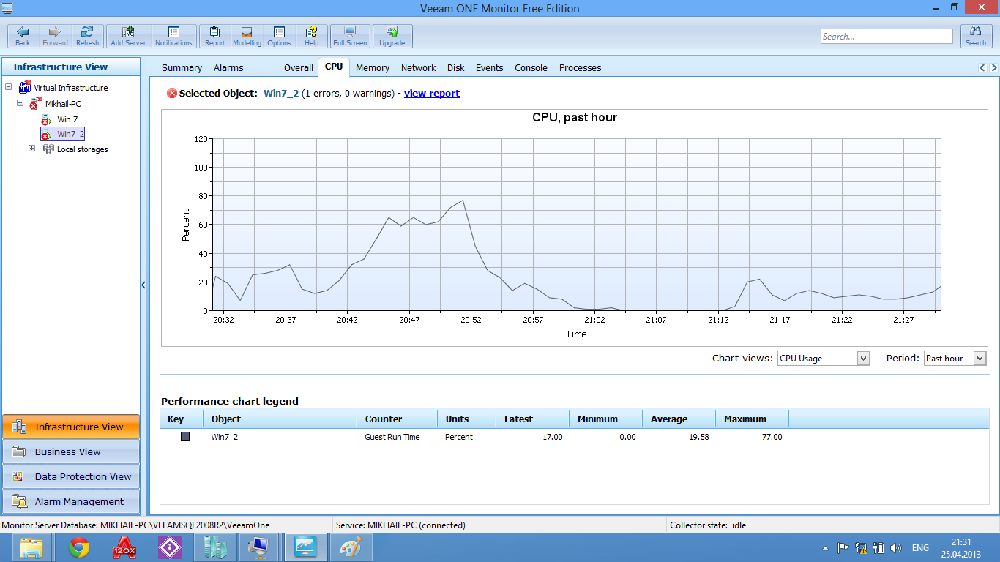 Veeam ONE Monitor Free Edition
Back Forward Refresh Add Server Notifications Report Modelling Options Help Full Screen Upgrade Search... Search
Infrastructure View
Summary Alarms Overall CPU Memory Network Disk Events Console Processes
Virtual Infrastructure
Mikhail-PC
Win 7
Win7_2
Local storages
Selected Object: Win7_2 (1 errors, 0 warnings) - view report
CPU, past hour
120
100
80
60
40
20
0
Percent
20:32 20:37 20:42 20:47 20:52 20:57 21:02 21:07 21:12 21:17 21:22 21:27
Time
Chart views: CPU Usage Period: Past hour
Performance chart legend
Key Object Counter Units Latest Minimum Average Maximum
Win7_2 Guest Run Time Percent 17.00 0.00 19.58 77.00
Infrastructure View
Business View
Data Protection View
Alarm Management
Monitor Server Database: MIKHAIL-PC\VEEAMSQL2008R2\VeeamOne Service: MIKHAIL-PC (connected) Collector state: idle
120%
ENG
21:31
25.04.2013